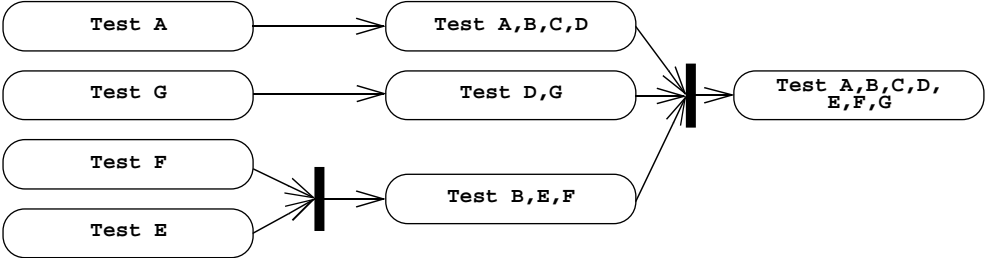 Test A
Test A,B,C,D
Test G
Test D,G
Test A,B,C,D,
E,F,G
Test F
Test B,E,F
Test E